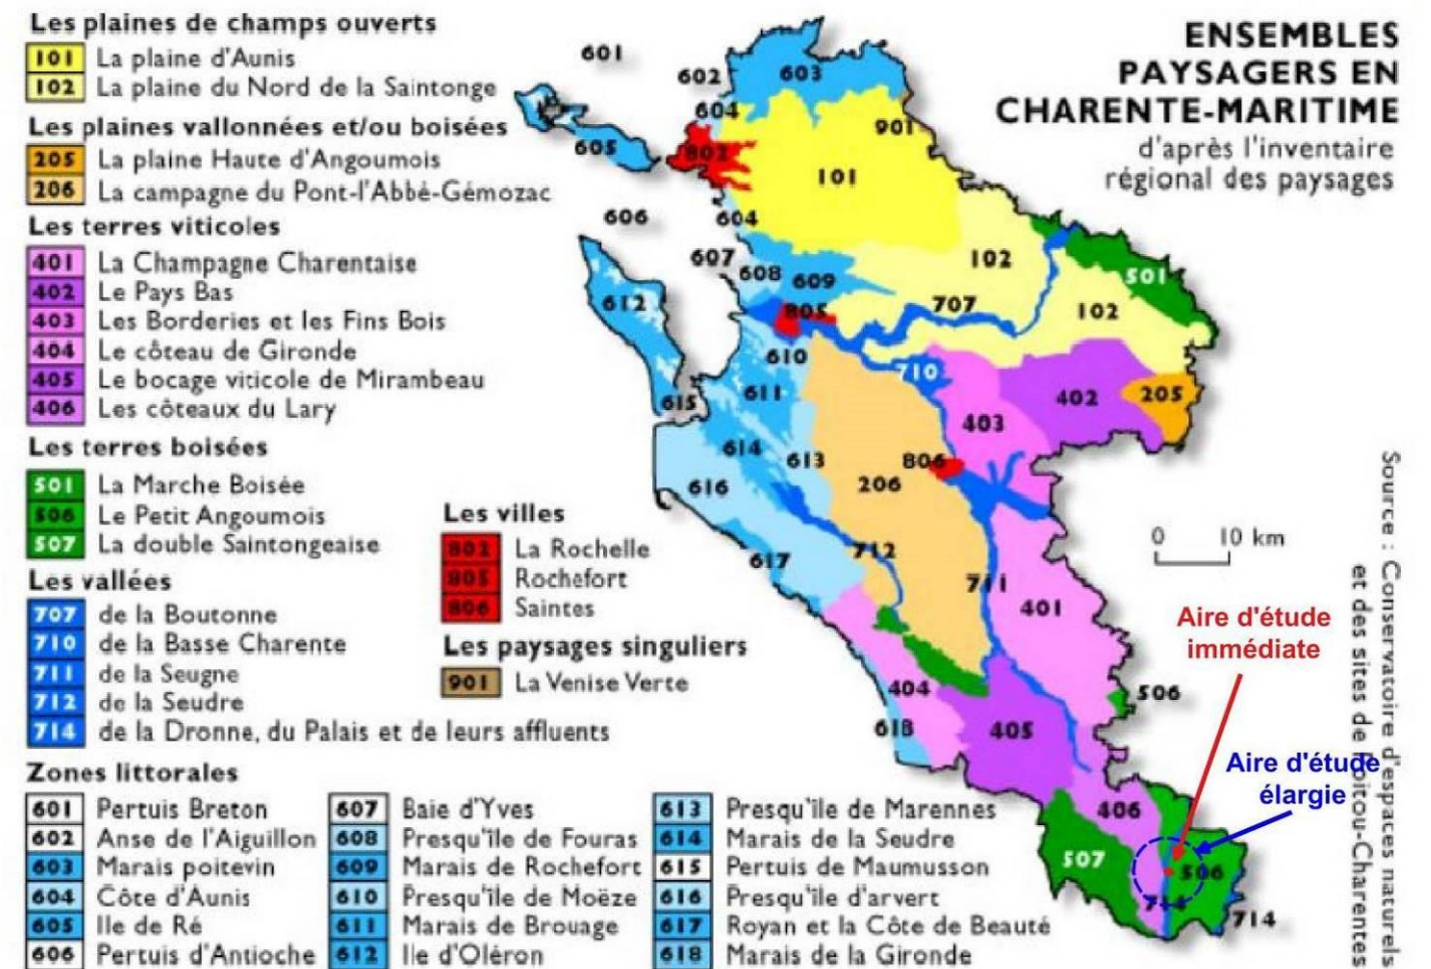 Les plaines de champs ouverts
101 La plaine d'Aunis
102 La plaine du Nord de la Saintonge
Les plaines vallonnées et/ou boisées
205 La plaine Haute d'Angoumois
206 La campagne du Pont-l'Abbé-Gémozac
Les terres viticoles
401 La Champagne Charentaise
402 Le Pays Bas
403 Les Borderies et les Fins Bois
404 Le côteau de Gironde
405 Le bocage viticole de Mirambeau
406 Les côteaux du Lary
Les terres boisées
501 La Marche Boisée
506 Le Petit Angoumois
507 La double Saintongeaise
Les vallées
707 de la Boutonne
710 de la Basse Charente
711 de la Seugne
712 de la Seudre
714 de la Dronne, du Palais et de leurs affluents
Les villes
802 La Rochelle
805 Rochefort
806 Saintes
Les paysages singuliers
901 La Venise Verte
Zones littorales
601 Pertuis Breton
602 Anse de l'Aiguillon
603 Marais poitevin
604 Côte d'Aunis
605 Ile de Ré
606 Pertuis d'Antioche
607 Baie d'Yves
608 Presqu'île de Fouras
609 Marais de Rochefort
610 Presqu'île de Moëze
611 Marais de Brouage
612 Ile d'Oléron
613 Presqu'île de Marennes
614 Marais de la Seudre
615 Pertuis de Maumusson
616 Presqu'île d'arvert
617 Royan et la Côte de Beauté
618 Marais de la Gironde
ENSEMBLES
PAYSAGERS EN
CHARENTE-MARITIME
d'après l'inventaire
régional des paysages
601
602
603
604
605
802
901
101
606
604
607
608
609
102
501
612
805
707
102
610
710
611
615
402
205
403
614
613
806
206
616
712
617
711
401
404
506
618
405
406
507
506
714
714
0 10 km
Aire d'étude
immédiate
Aire d'étude
élargie
Source : Conservatoire d'espaces naturels
et des sites de Poitou-Charentes